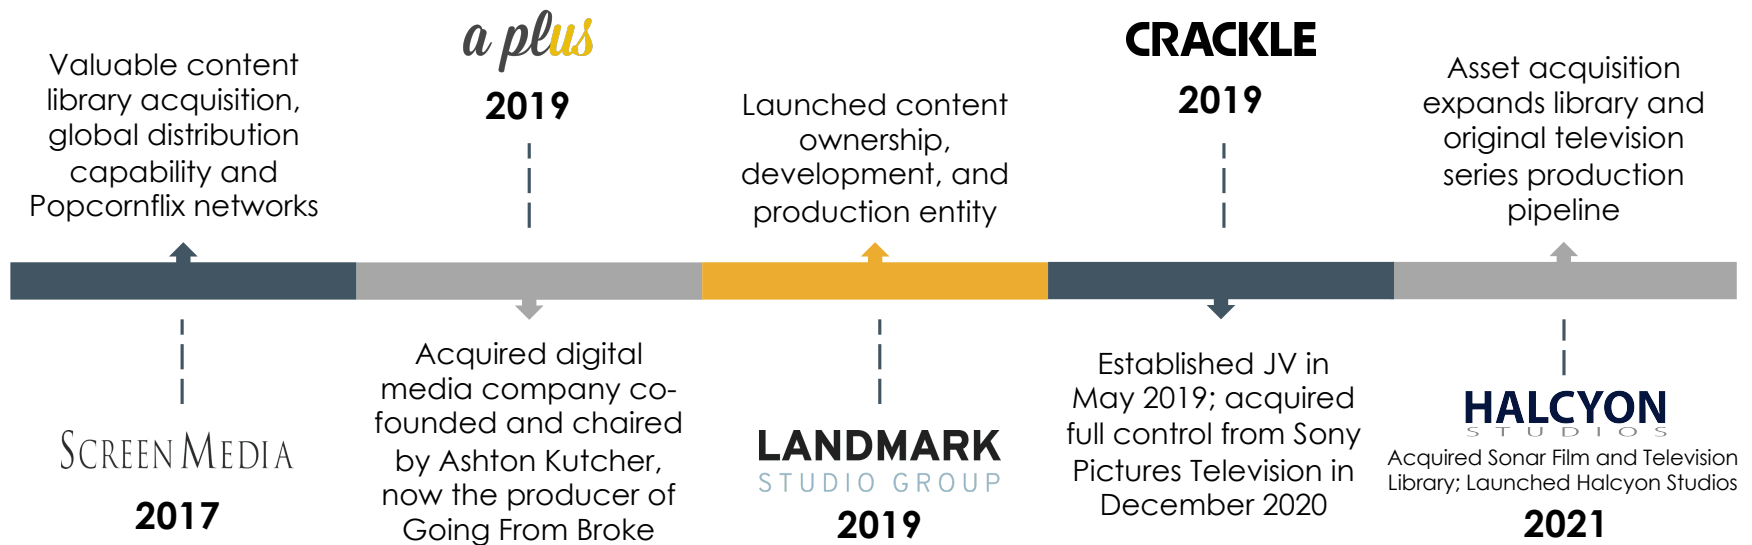 Valuable content
library acquisition,
global distribution
capability and
Popcornflix networks
SCREEN MEDIA
2017
a plus
2019
Acquired digital
media company co-
founded and chaired
by Ashton Kutcher,
now the producer of
Going From Broke
Launched content
ownership,
development, and
production entity
LANDMARK
STUDIO GROUP
2019
CRACKLE
2019
Established JV in
May 2019; acquired
full control from Sony
Pictures Television in
December 2020
Asset acquisition
expands library and
original television
series production
pipeline
HALCYON
STUDIOS
Acquired Sonar Film and Television
Library; Launched Halcyon Studios
2021